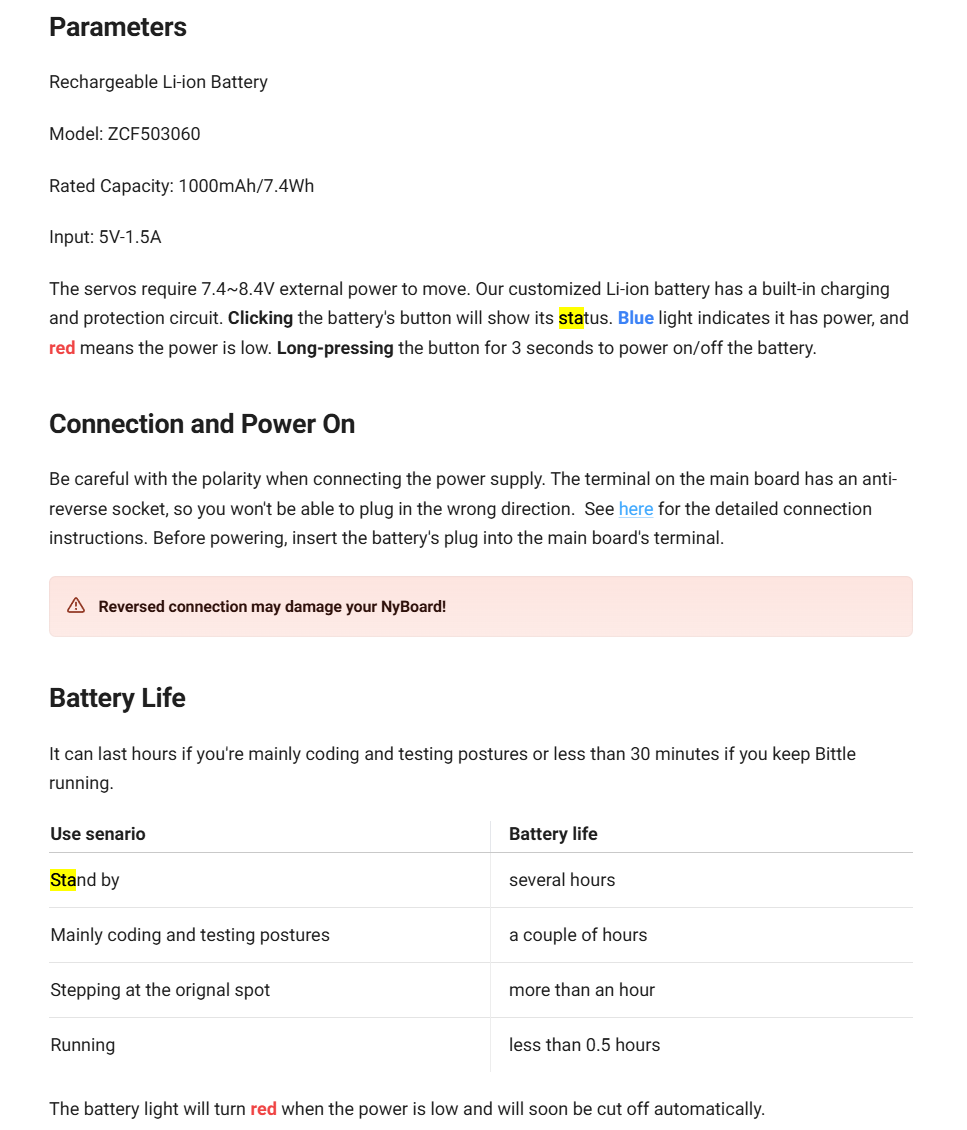 Parameters
Rechargeable Li-ion Battery
Model: ZCF503060
Rated Capacity: 1000mAh/7.4Wh
Input: 5V-1.5A
The servos require 7.4~8.4V external power to move. Our customized Li-ion battery has a built-in charging
and protection circuit. Clicking the battery's button will show its status. Blue light indicates it has power, and
red means the power is low. Long-pressing the button for 3 seconds to power on/off the battery.
Connection and Power On
Be careful with the polarity when connecting the power supply. The terminal on the main board has an anti-
reverse socket, so you won't be able to plug in the wrong direction.  See here for the detailed connection
instructions. Before powering, insert the battery's plug into the main board's terminal.
Reversed connection may damage your NyBoard!
Battery Life
It can last hours if you're mainly coding and testing postures or less than 30 minutes if you keep Bittle
running.
Use senario Battery life
Stand by several hours
Mainly coding and testing postures a couple of hours
Stepping at the orignal spot more than an hour
Running less than 0.5 hours
The battery light will turn red when the power is low and will soon be cut off automatically.